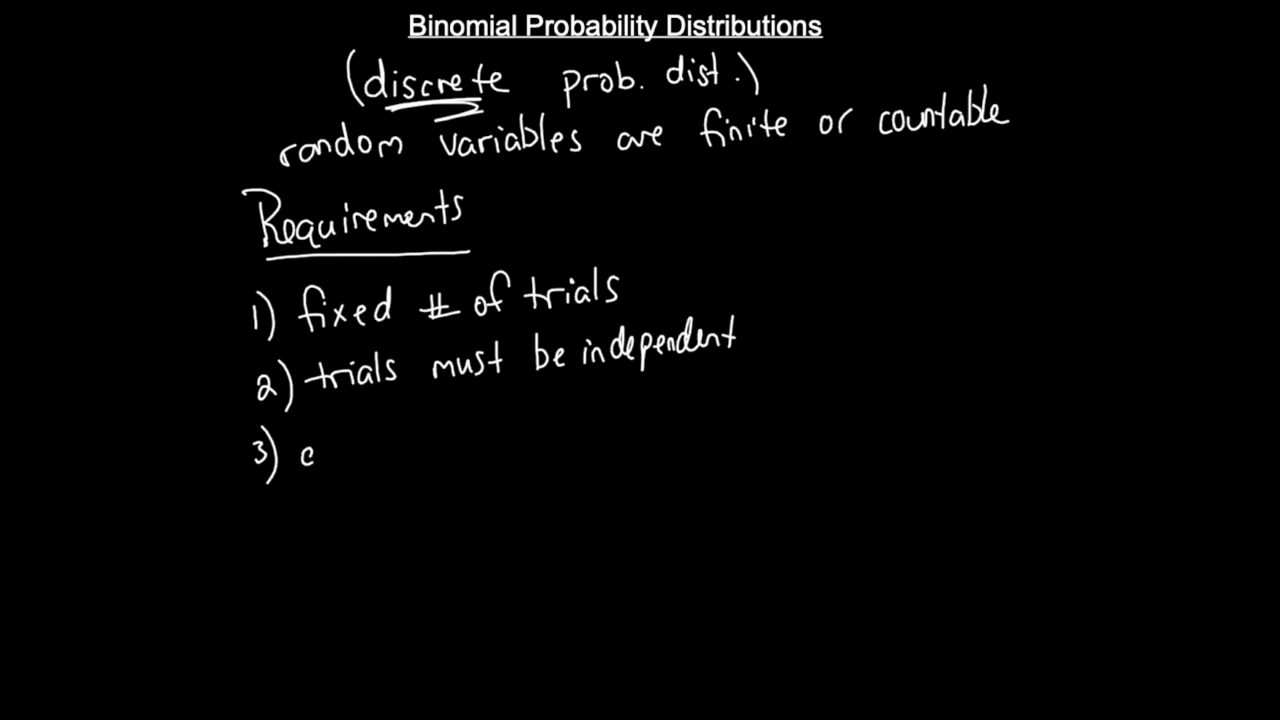 Binomial Probability Distributions
(discrete prob. dist.)
random variables are finite or countable
Requirements
1) fixed # of trials
2) trials must be independent
3) c